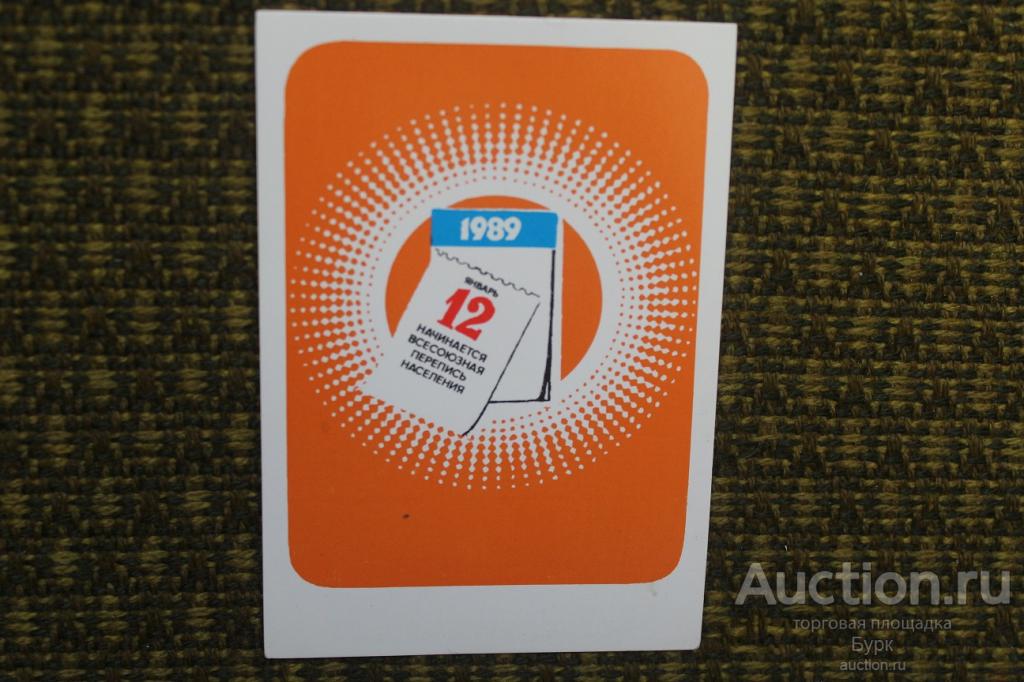 1989
ЯНВАРЬ
12
НАЧИНАЕТСЯ
ВСЕСОЮЗНАЯ
ПЕРЕПИСЬ
НАСЕЛЕНИЯ
Auction.ru
торговая площадка
Бурк
auction.ru